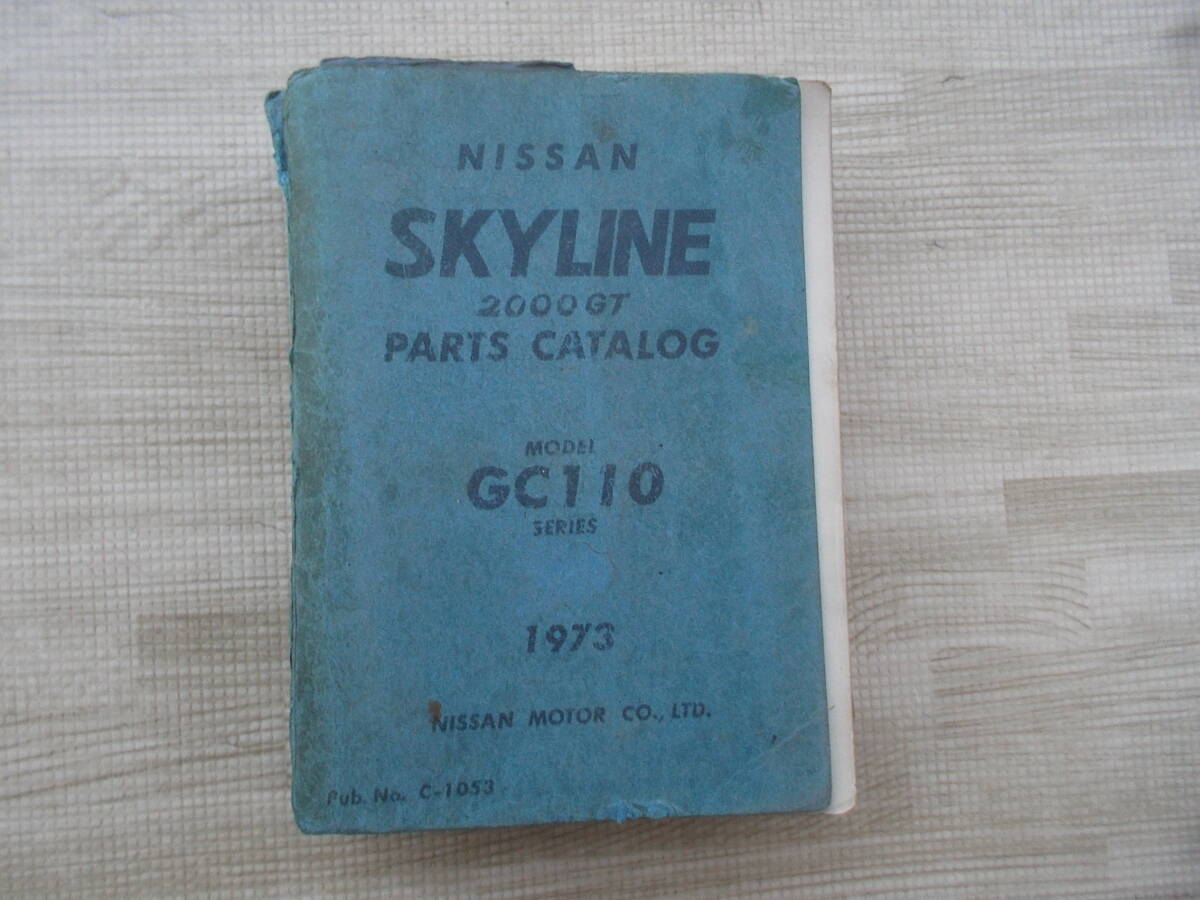 NISSAN
SKYLINE
2000GT
PARTS CATALOG
MODEL
GC110
SERIES
1973
NISSAN MOTOR CO., LTD.
Pub. No. C-1053